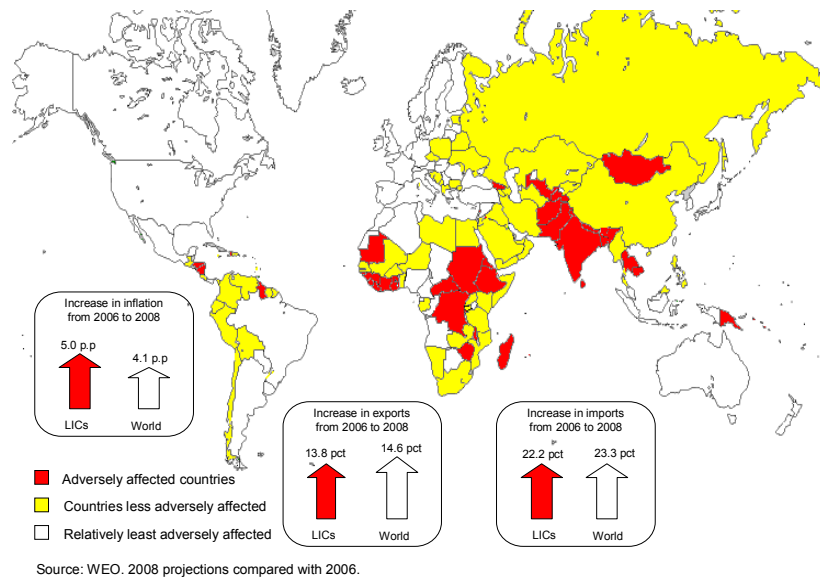 Increase in inflation
from 2006 to 2008
5.0 p.p
4.1 p.p
LICs
World
Increase in exports
from 2006 to 2008
13.8 pct
14.6 pct
LICs
World
Increase in imports
from 2006 to 2008
22.2 pct
23.3 pct
LICs
World
Adversely affected countries
Countries less adversely affected
Relatively least adversely affected
Source: WEO. 2008 projections compared with 2006.